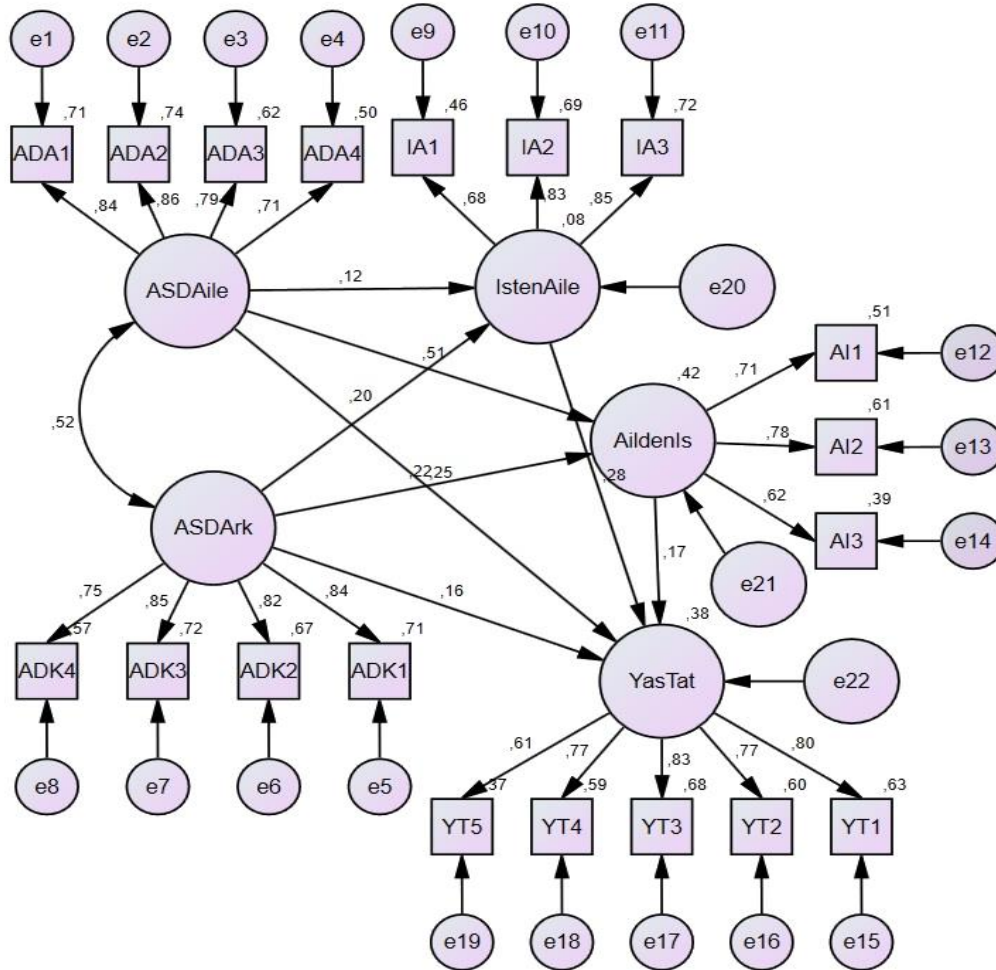 e1 e2 e3 e4 e9 e10 e11
,71 ,74 ,62 ,50 ,46 ,69 ,72
ADA1 ADA2 ADA3 ADA4 IA1 IA2 IA3
,84 ,86 ,79 ,71 ,68 ,83 ,85
,08
ASDAile ,12 IstenAile e20
,51
,51 ,42 ,71 AI1 e12
,20
,61
,52 AildenIs ,78 AI2 e13
,22 ,25 ,28
,62 ,39
ASDArk AI3 e14
,17 e21
,75 ,85 ,82 ,84 ,16
,38
,57 ,72 ,67 ,71
ADK4 ADK3 ADK2 ADK1 YasTat e22
e8 e7 e6 e5
,61 ,77 ,83 ,77 ,80
,37 ,59 ,68 ,60 ,63
YT5 YT4 YT3 YT2 YT1
e19 e18 e17 e16 e15